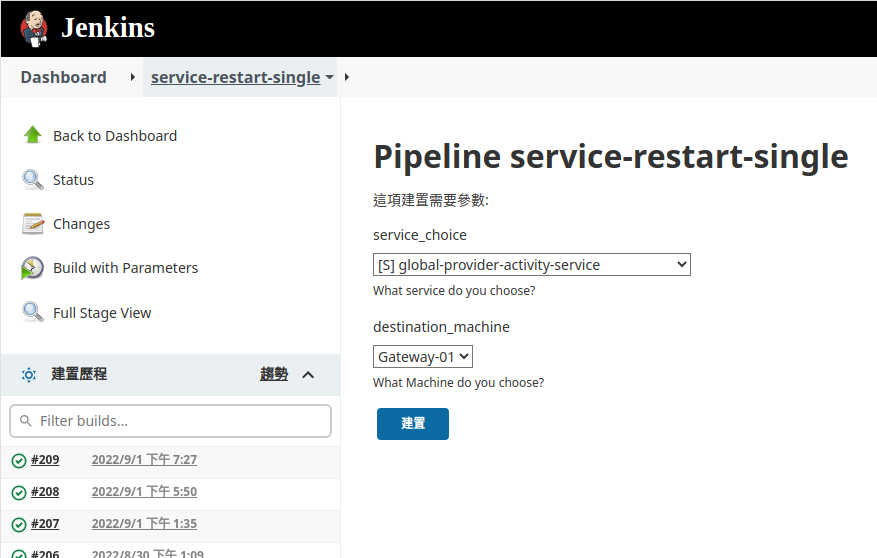 Jenkins
Dashboard
service-restart-single
Back to Dashboard
Status
Changes
Build with Parameters
Full Stage View
建置歷程 趨勢
Filter builds...
#209 2022/9/1 下午 7:27
#208 2022/9/1 下午 5:50
#207 2022/9/1 下午 1:35
#206 2022/8/30 下午 1:09
Pipeline service-restart-single
這項建置需要參數:
service_choice
[S] global-provider-activity-service
What service do you choose?
destination_machine
Gateway-01
What Machine do you choose?
建置